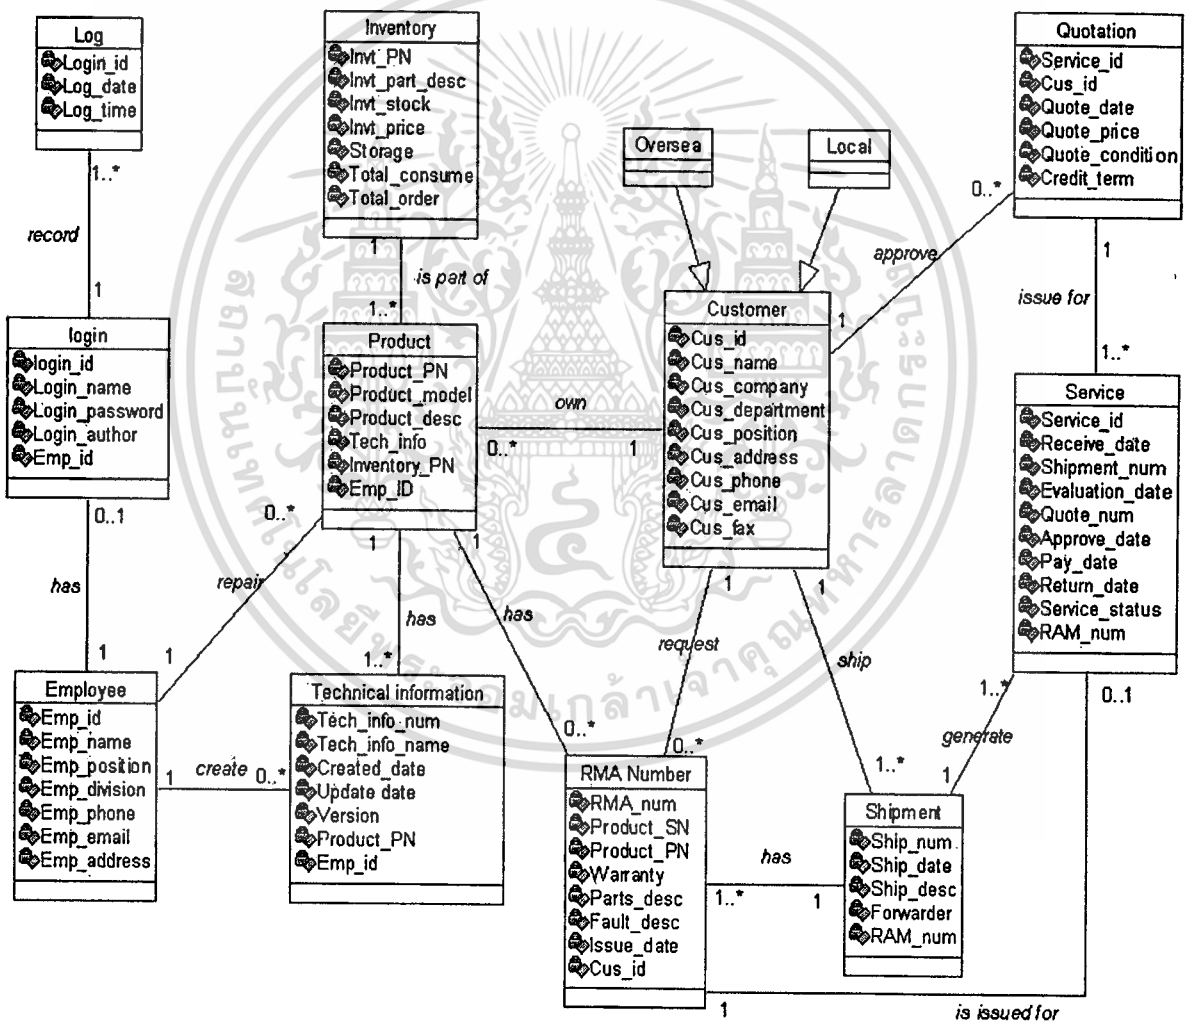 Log
Login_id
Log_date
Log_time
1..*
record
1
login
login_id
Login_name
Login_password
Login_author
Emp_id
0..1
has
1
Employee
Emp_id
Emp_name
Emp_position
Emp_division
Emp_phone
Emp_email
Emp_address
Inventory
Invt_PN
Invt_part_desc
Invt_stock
Invt_price
Storage
Total_consume
Total_order
1
is part of
1..*
Product
Product_PN
Product_model
Product_desc
Tech_info
Inventory_PN
Emp_ID
0..*
repair
1
1
has
1..*
1
has
0..*
Technical information
Tech_info_num
Tech_info_name
Created_date
Update date
Version
Product_PN
Emp_id
1
create
0..*
own
0..*
1
Oversea
Local
Customer
Cus_id
Cus_name
Cus_company
Cus_department
Cus_position
Cus_address
Cus_phone
Cus_email
Cus_fax
1
approve
0..*
1
request
0..*
1
ship
1..*
RMA Number
RMA_num
Product_SN
Product_PN
Warranty
Parts_desc
Fault_desc
Issue_date
Cus_id
has
1..*
1
Shipment
Ship_num
Ship_date
Ship_desc
Forwarder
RAM_num
1..*
generate
1
Quotation
Service_id
Cus_id
Quote_date
Quote_price
Quote_condition
Credit_term
1
issue for
1..*
Service
Service_id
Receive_date
Shipment_num
Evaluation_date
Quote_num
Approve_date
Pay_date
Return_date
Service_status
RAM_num
0..1
1
is issued for